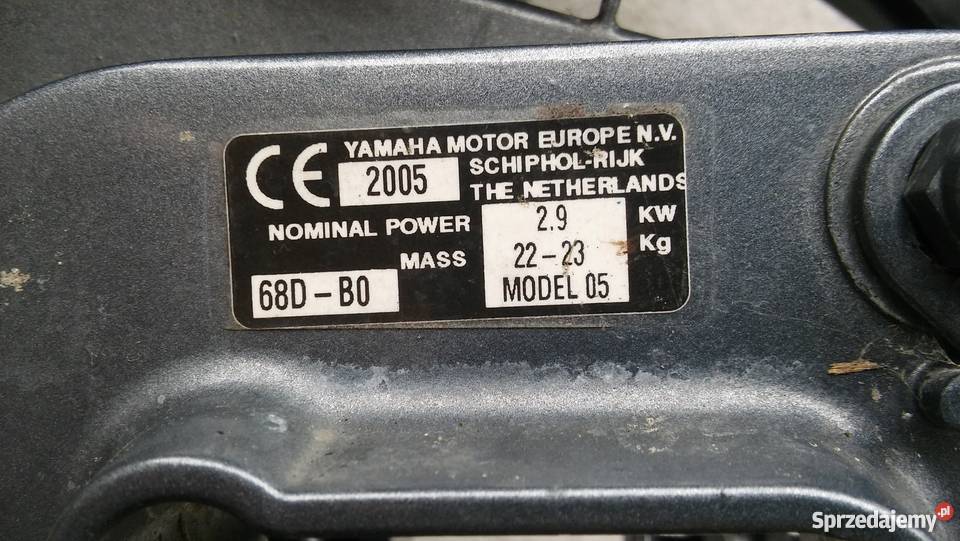 CE YAMAHA MOTOR EUROPE N.V.
2005 SCHIPHOL-RIJK
THE NETHERLANDS
NOMINAL POWER 2.9 KW
MASS 22-23 Kg
68D-B0 MODEL 05
Sprzedajemy.pl